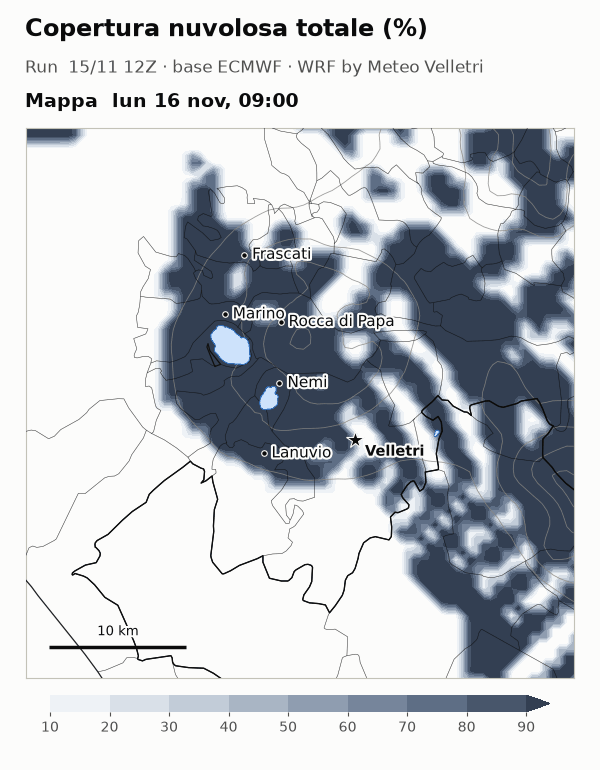 Copertura nuvolosa totale (%)
Run  15/11 12Z · base ECMWF · WRF by Meteo Velletri
Mappa  lun 16 nov, 09:00
Frascati
Marino
Rocca di Papa
Nemi
Velletri
Lanuvio
10 km
10 20 30 40 50 60 70 80 90